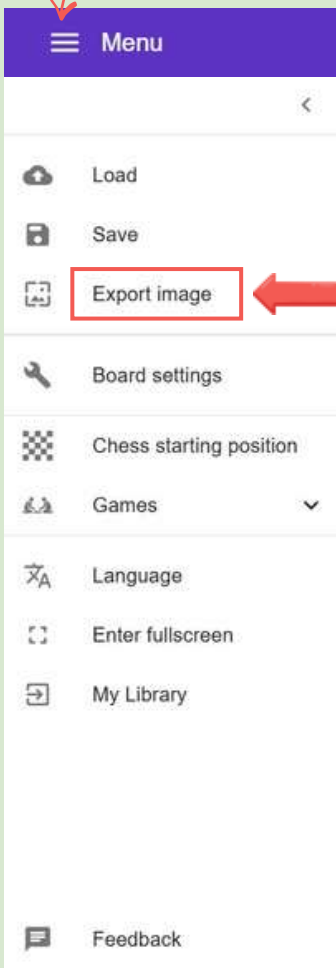 Menu
Load
Save
Export image
Board settings
Chess starting position
Games
Language
Enter fullscreen
My Library
Feedback